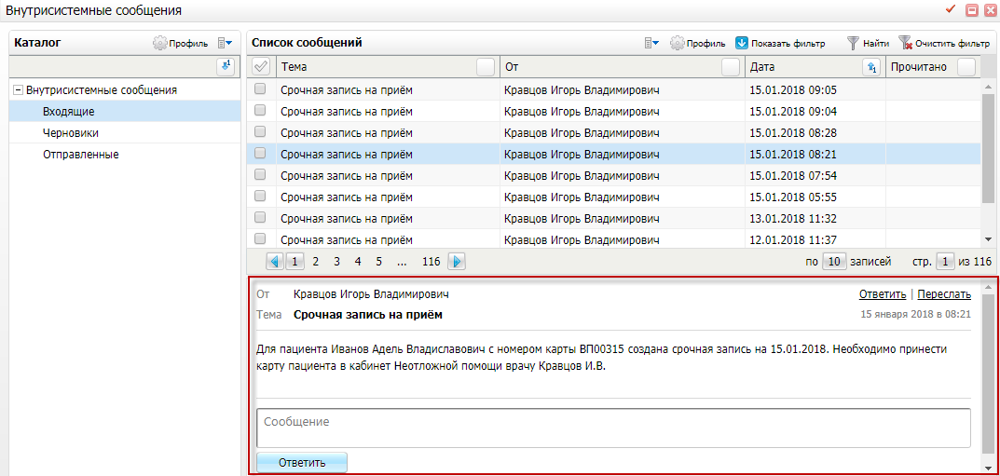 Внутрисистемные сообщения
Каталог
Профиль
Внутрисистемные сообщения
Входящие
Черновики
Отправленные
Список сообщений
Профиль Показать фильтр Найти Очистить фильтр
Тема От Дата Прочитано
Срочная запись на приём Кравцов Игорь Владимирович 15.01.2018 09:05
Срочная запись на приём Кравцов Игорь Владимирович 15.01.2018 09:04
Срочная запись на приём Кравцов Игорь Владимирович 15.01.2018 08:28
Срочная запись на приём Кравцов Игорь Владимирович 15.01.2018 08:21
Срочная запись на приём Кравцов Игорь Владимирович 15.01.2018 07:54
Срочная запись на приём Кравцов Игорь Владимирович 15.01.2018 05:55
Срочная запись на приём Кравцов Игорь Владимирович 13.01.2018 11:32
Срочная запись на приём Кравцов Игорь Владимирович 12.01.2018 11:37
1 2 3 4 5 ... 116 по 10 записей стр. 1 из 116
От Кравцов Игорь Владимирович Ответить | Переслать
Тема Срочная запись на приём 15 января 2018 в 08:21
Для пациента Иванов Адель Владиславович с номером карты ВП00315 создана срочная запись на 15.01.2018. Необходимо принести
карту пациента в кабинет Неотложной помощи врачу Кравцов И.В.
Сообщение
Ответить